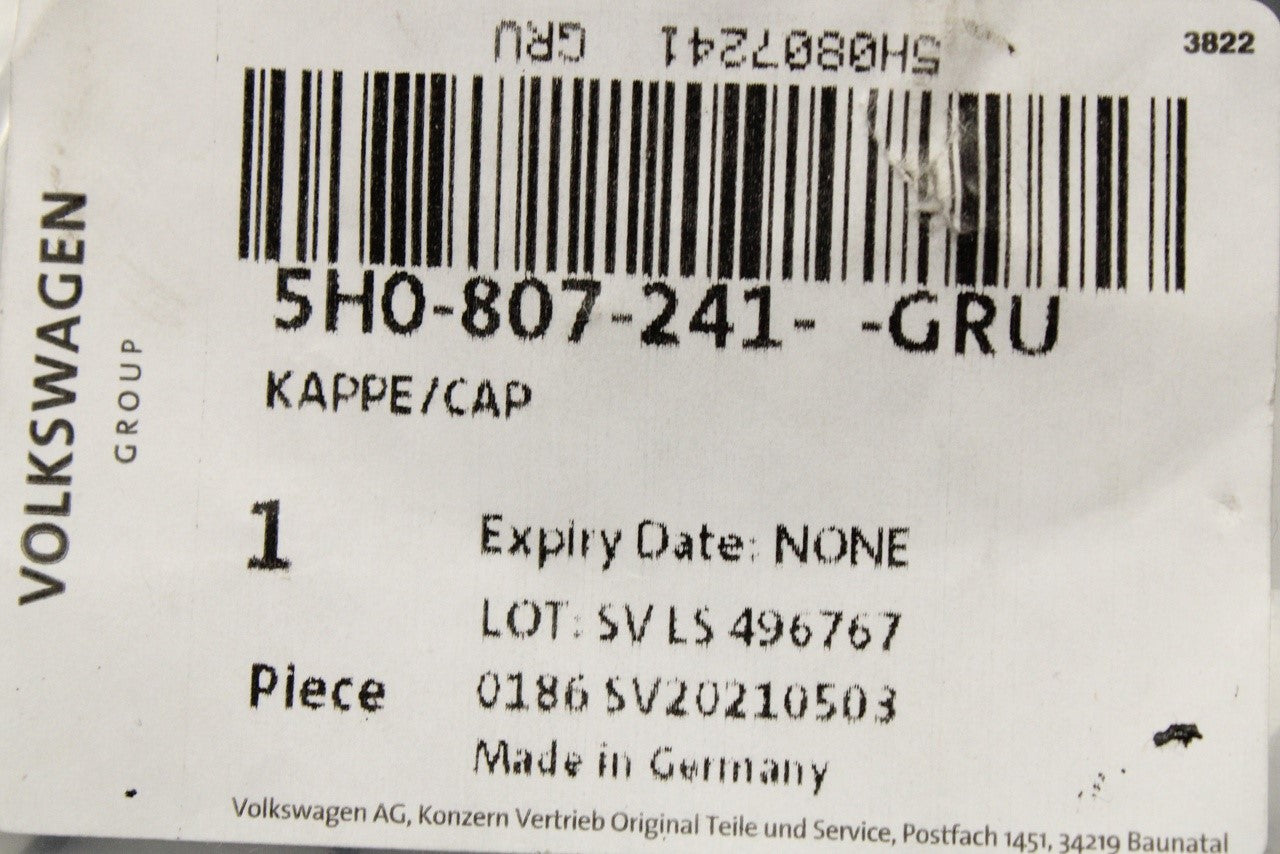 5H0807241 GRU
3822
5H0-807-241- -GRU
KAPPE/CAP
VOLKSWAGEN
GROUP
1
Expiry Date: NONE
LOT: SV LS 496767
Piece
0186 SV20210503
Made in Germany
Volkswagen AG, Konzern Vertrieb Original Teile und Service, Postfach 1451, 34219 Baunatal